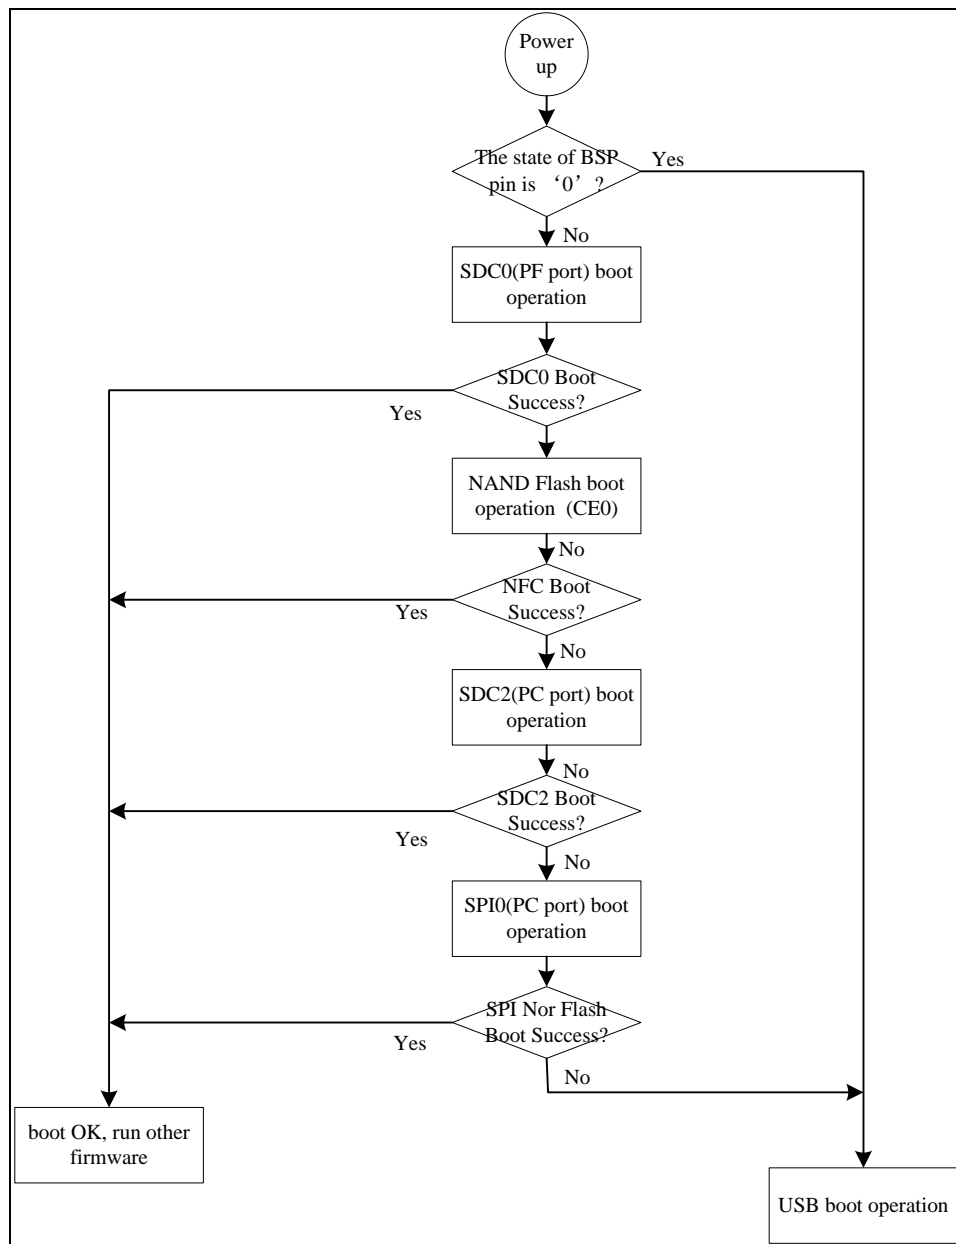 Power
up
The state of BSP
pin is ‘0’ ?
Yes
No
SDC0(PF port) boot
operation
SDC0 Boot
Success?
Yes
NAND Flash boot
operation (CE0)
No
NFC Boot
Success?
Yes
No
SDC2(PC port) boot
operation
No
SDC2 Boot
Success?
Yes
No
SPI0(PC port) boot
operation
SPI Nor Flash
Boot Success?
Yes
No
boot OK, run other
firmware
USB boot operation